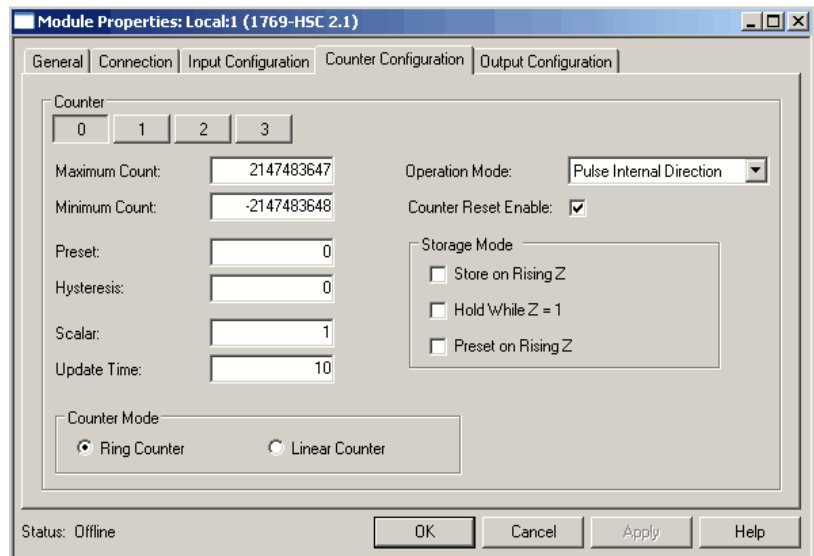 Module Properties: Local:1 (1769-HSC 2.1)
General Connection Input Configuration Counter Configuration Output Configuration
Counter
0 1 2 3
Maximum Count: 2147483647 Operation Mode: Pulse Internal Direction
Minimum Count: -2147483648 Counter Reset Enable:
Preset: 0 Storage Mode
Store on Rising Z
Hysteresis: 0
Hold While Z = 1
Scalar: 1
Preset on Rising Z
Update Time: 10
Counter Mode
Ring Counter Linear Counter
Status: Offline OK Cancel Apply Help